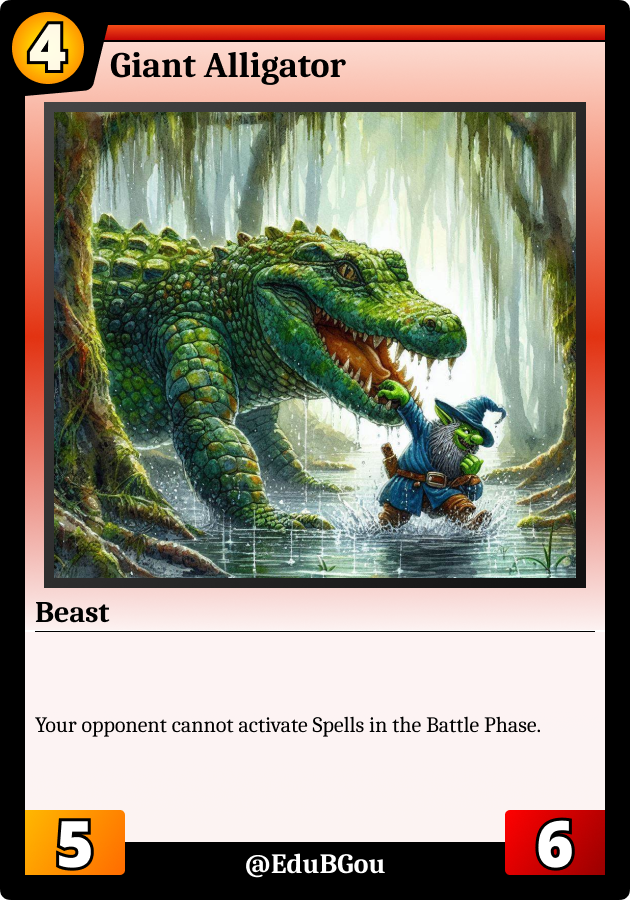 4
Giant Alligator
Beast
Your opponent cannot activate Spells in the Battle Phase.
5
@EduBGou
6